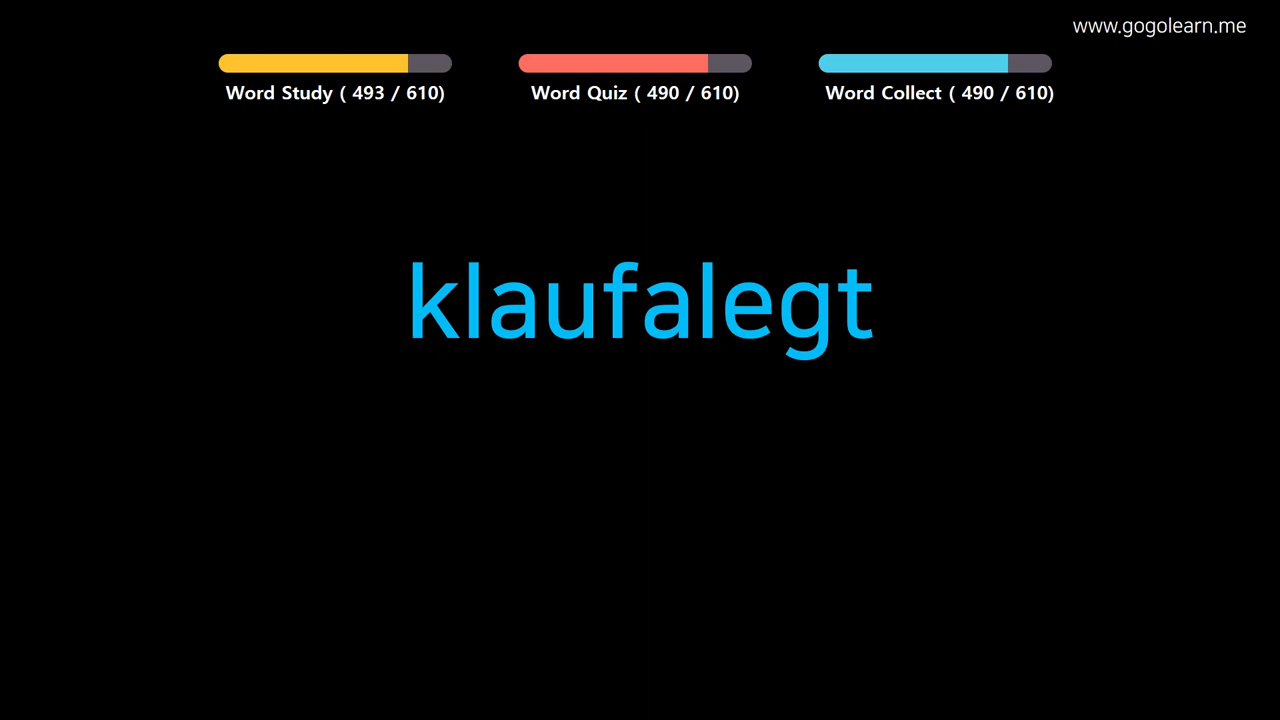 www.gogolearn.me
Word Study ( 493 / 610)
Word Quiz ( 490 / 610)
Word Collect ( 490 / 610)
klaufalegt